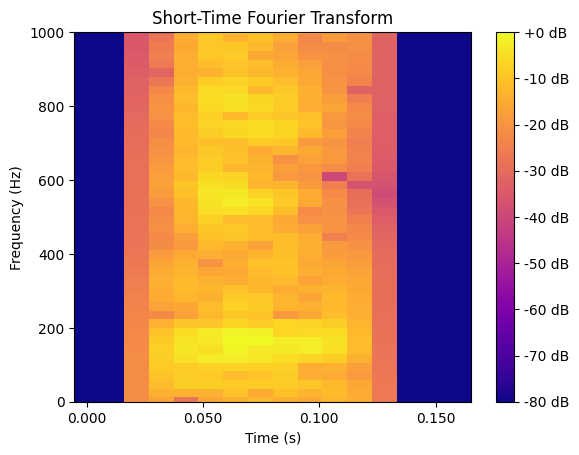 Short-Time Fourier Transform
1000
800
600
400
200
0
Frequency (Hz)
0.000
0.050
0.100
0.150
Time (s)
+0 dB
-10 dB
-20 dB
-30 dB
-40 dB
-50 dB
-60 dB
-70 dB
-80 dB